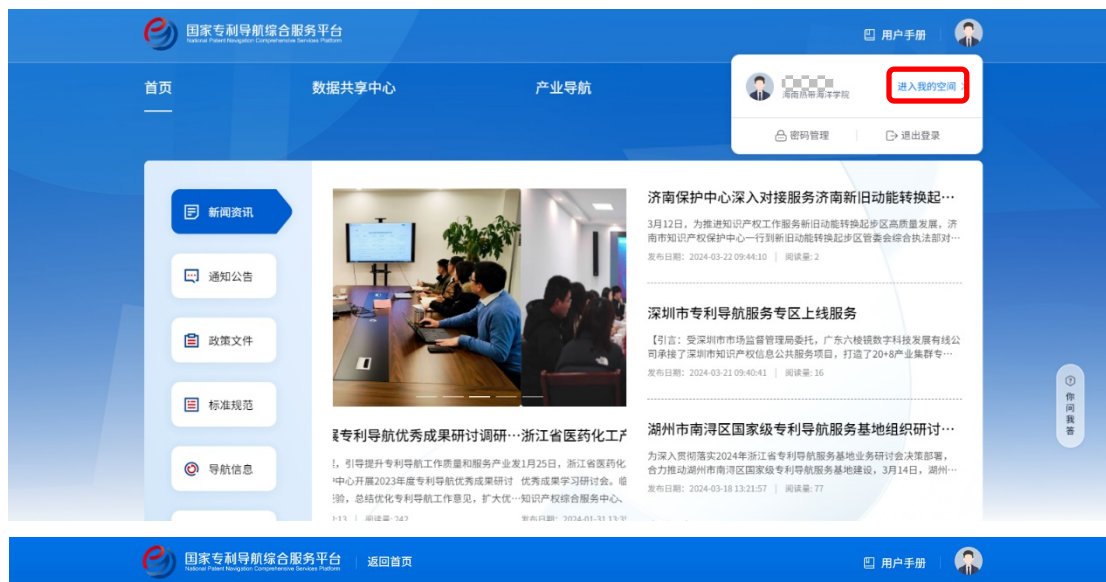 国家专利导航综合服务平台
National Patent Navigation Comprehensive Services Platform
用户手册
首页
数据共享中心
产业导航
海南热带海洋学院
进入我的空间
密码管理
退出登录
新闻资讯
通知公告
政策文件
标准规范
导航信息
专利导航优秀成果研讨调研…
，引导提升专利导航工作质量和服务产业发
中心开展2023年度专利导航优秀成果研讨
验，总结优化专利导航工作意见，扩大优…
:13 | 阅读量: 242
浙江省医药化工产
1月25日，浙江省医药化
优秀成果学习研讨会。临
知识产权综合服务中心、
发布日期: 2024-01-31 13:3
济南保护中心深入对接服务济南新旧动能转换起…
3月12日，为推进知识产权工作服务新旧动能转换起步区高质量发展，济
南市知识产权保护中心一行到新旧动能转换起步区管委会综合执法部对…
发布日期: 2024-03-22 09:44:10 | 阅读量: 2
深圳市专利导航服务专区上线服务
【引言：受深圳市市场监督管理局委托，广东六棱镜数字科技发展有线公
司承接了深圳市知识产权信息公共服务项目，打造了20+8产业集群专…
发布日期: 2024-03-21 09:40:41 | 阅读量: 16
湖州市南浔区国家级专利导航服务基地组织研讨…
为深入贯彻落实2024年浙江省专利导航服务基地业务研讨会决策部署，
合力推动湖州市南浔区国家级专利导航服务基地建设，3月14日，湖州…
发布日期: 2024-03-18 13:21:57 | 阅读量: 77
你问我答
国家专利导航综合服务平台
National Patent Navigation Comprehensive Services Platform
返回首页
用户手册